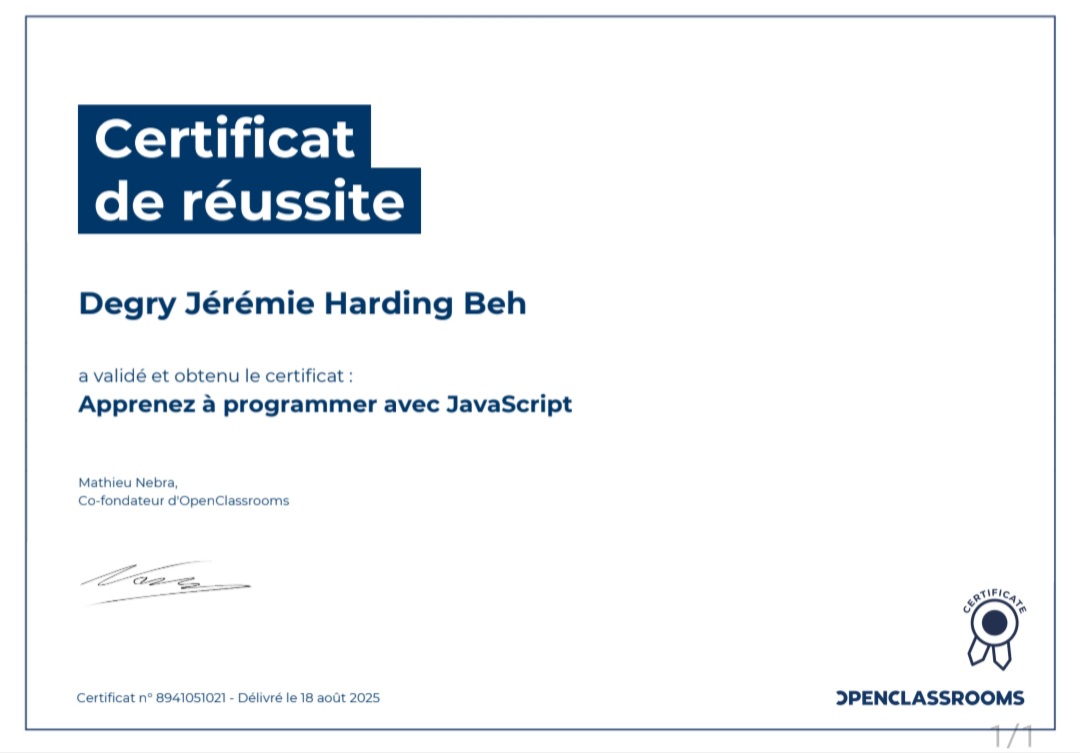 Certificat
de réussite
Degry Jérémie Harding Beh
a validé et obtenu le certificat :
Apprenez à programmer avec JavaScript
Mathieu Nebra,
Co-fondateur d'OpenClassrooms
CERTIFICATE
Certificat n° 8941051021 - Délivré le 18 août 2025
OPENCLASSROOMS
1/1